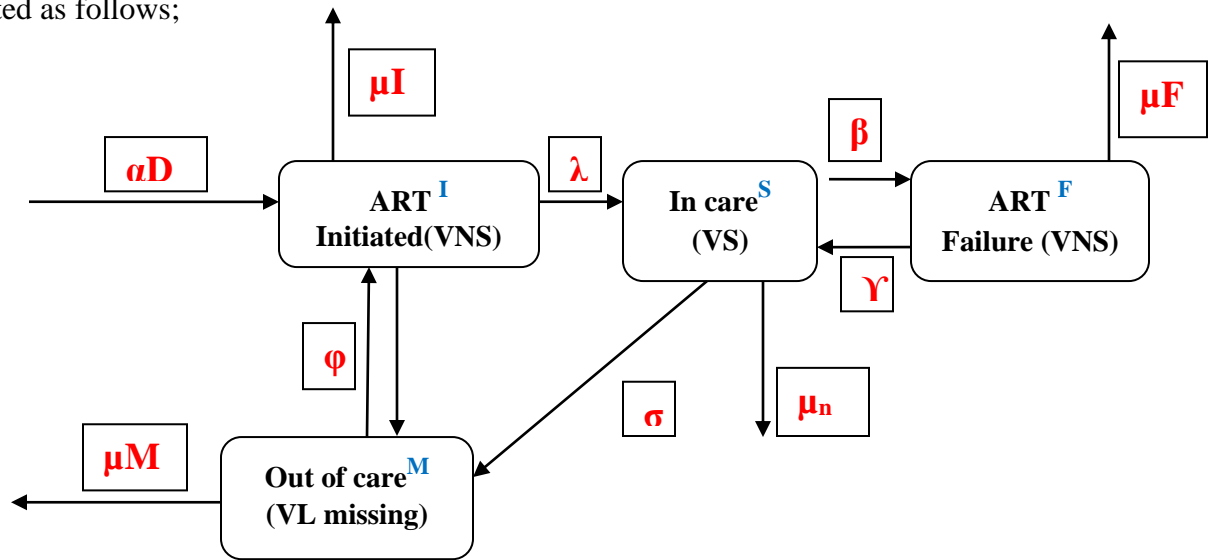 ted as follows;
μI
μF
αD
λ
β
ART I
Initiated(VNS)
In care S
(VS)
ART F
Failure (VNS)
ϒ
φ
σ
μn
μM
Out of care M
(VL missing)